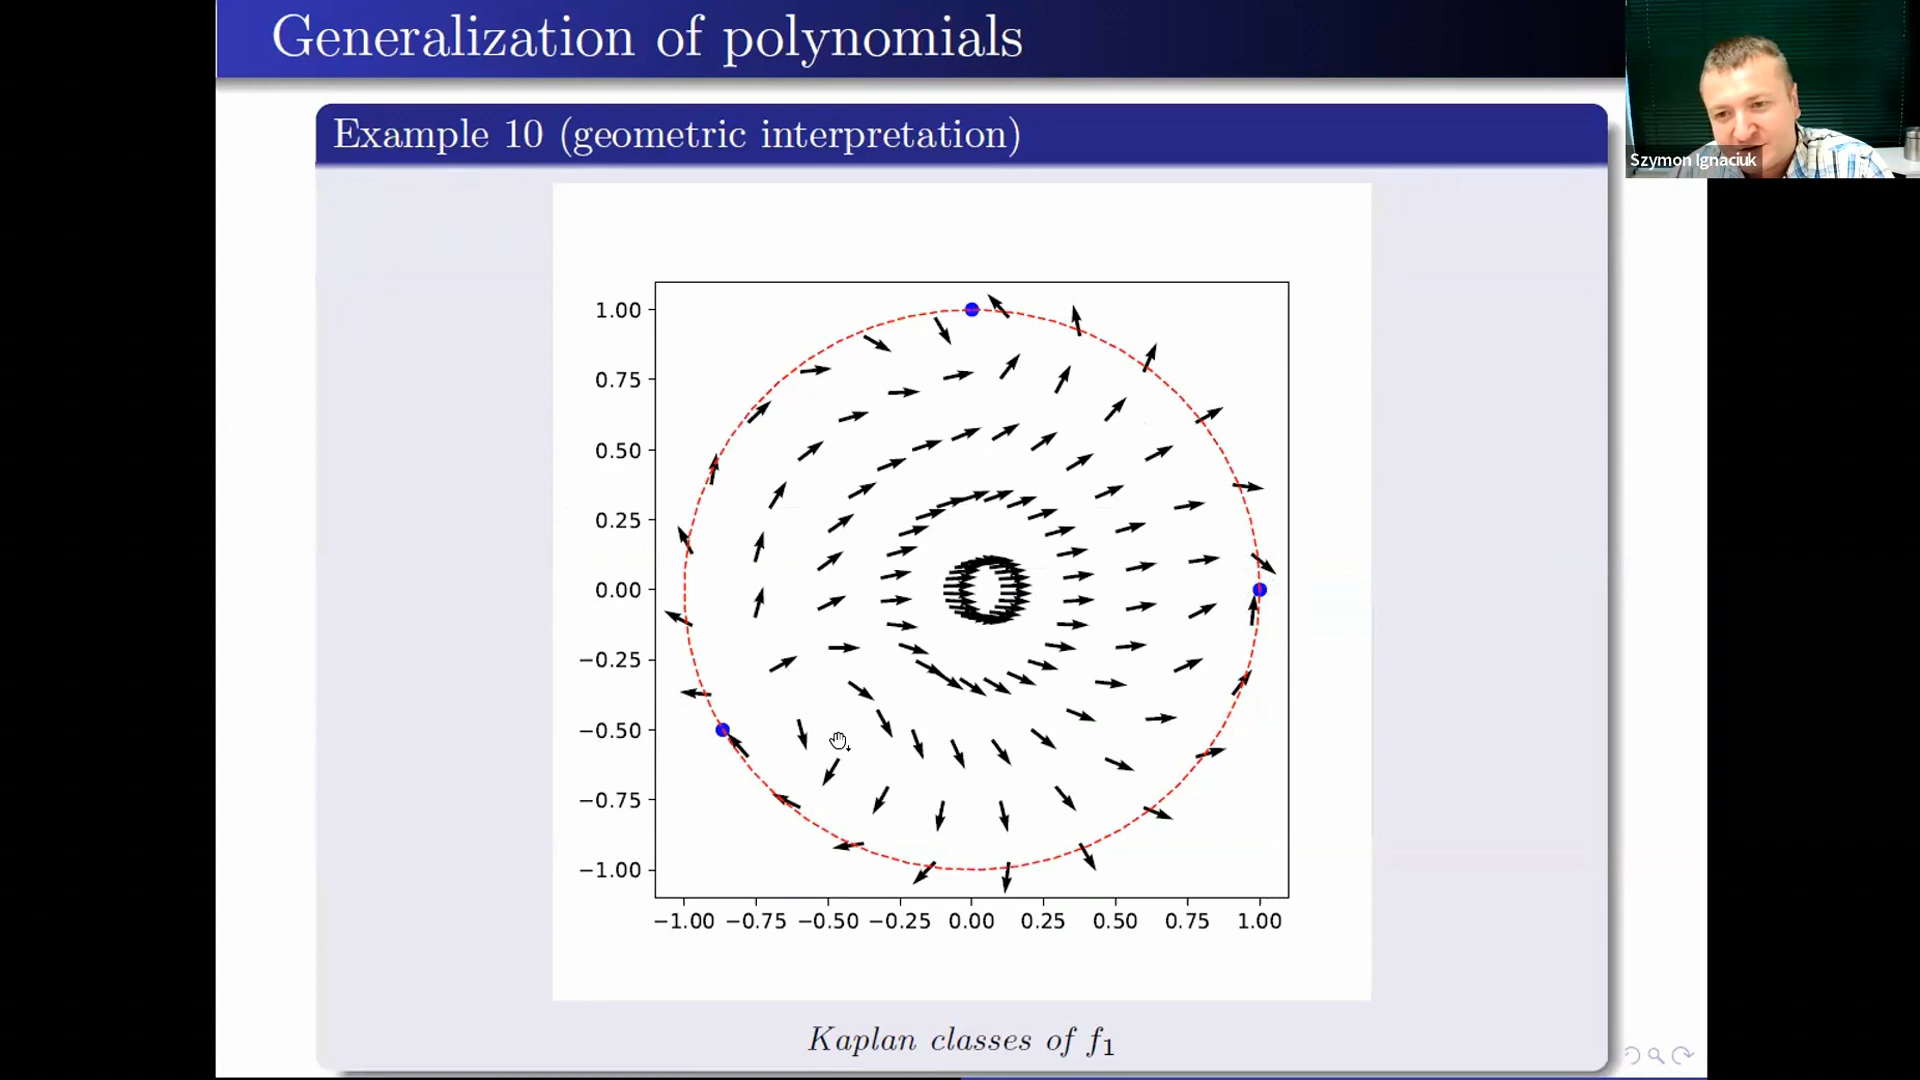 Generalization of polynomials
Example 10 (geometric interpretation)
Szymon Ignaciuk
1.00
0.75
0.50
0.25
0.00
−0.25
−0.50
−0.75
−1.00
−1.00 −0.75 −0.50 −0.25 0.00 0.25 0.50 0.75 1.00
Kaplan classes of f₁